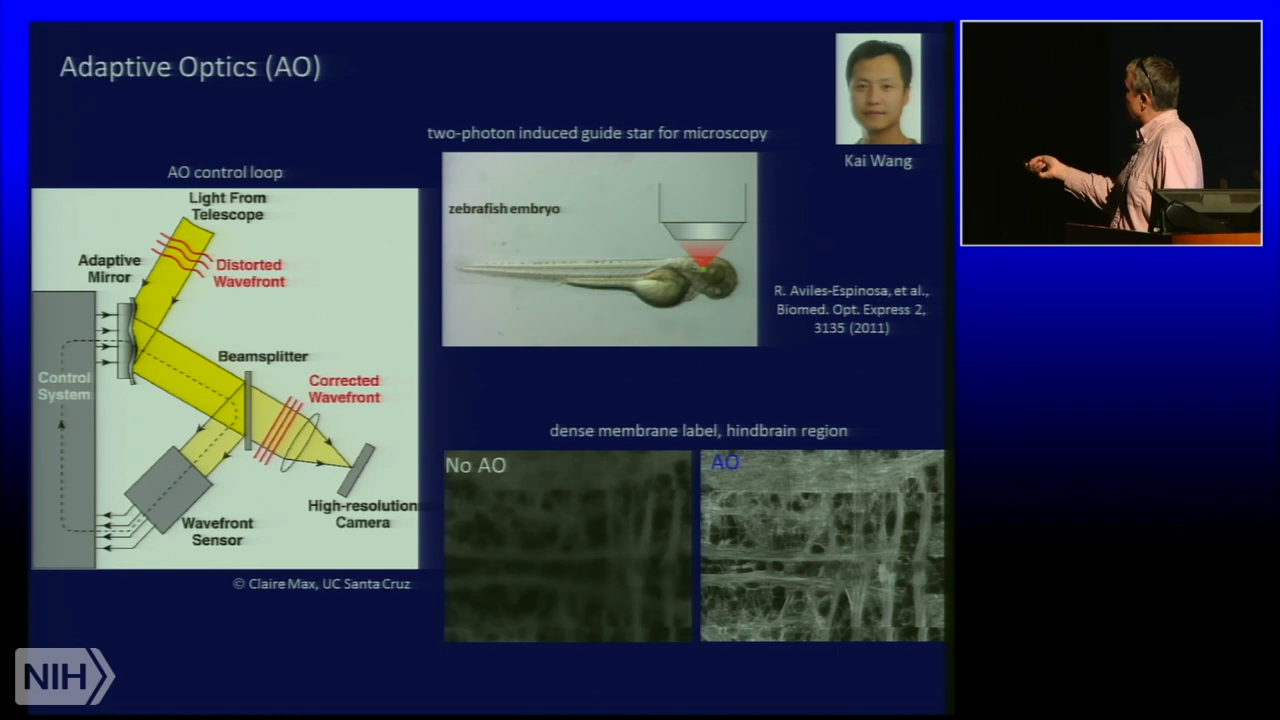 Adaptive Optics (AO)
two-photon induced guide star for microscopy
Kai Wang
AO control loop
Light From
Telescope
Adaptive
Mirror
Distorted
Wavefront
Beamsplitter
Control
System
Corrected
Wavefront
High-resolution
Camera
Wavefront
Sensor
© Claire Max, UC Santa Cruz
zebrafish embryo
R. Aviles-Espinosa, et al.,
Biomed. Opt. Express 2,
3135 (2011)
dense membrane label, hindbrain region
No AO
AO
NIH